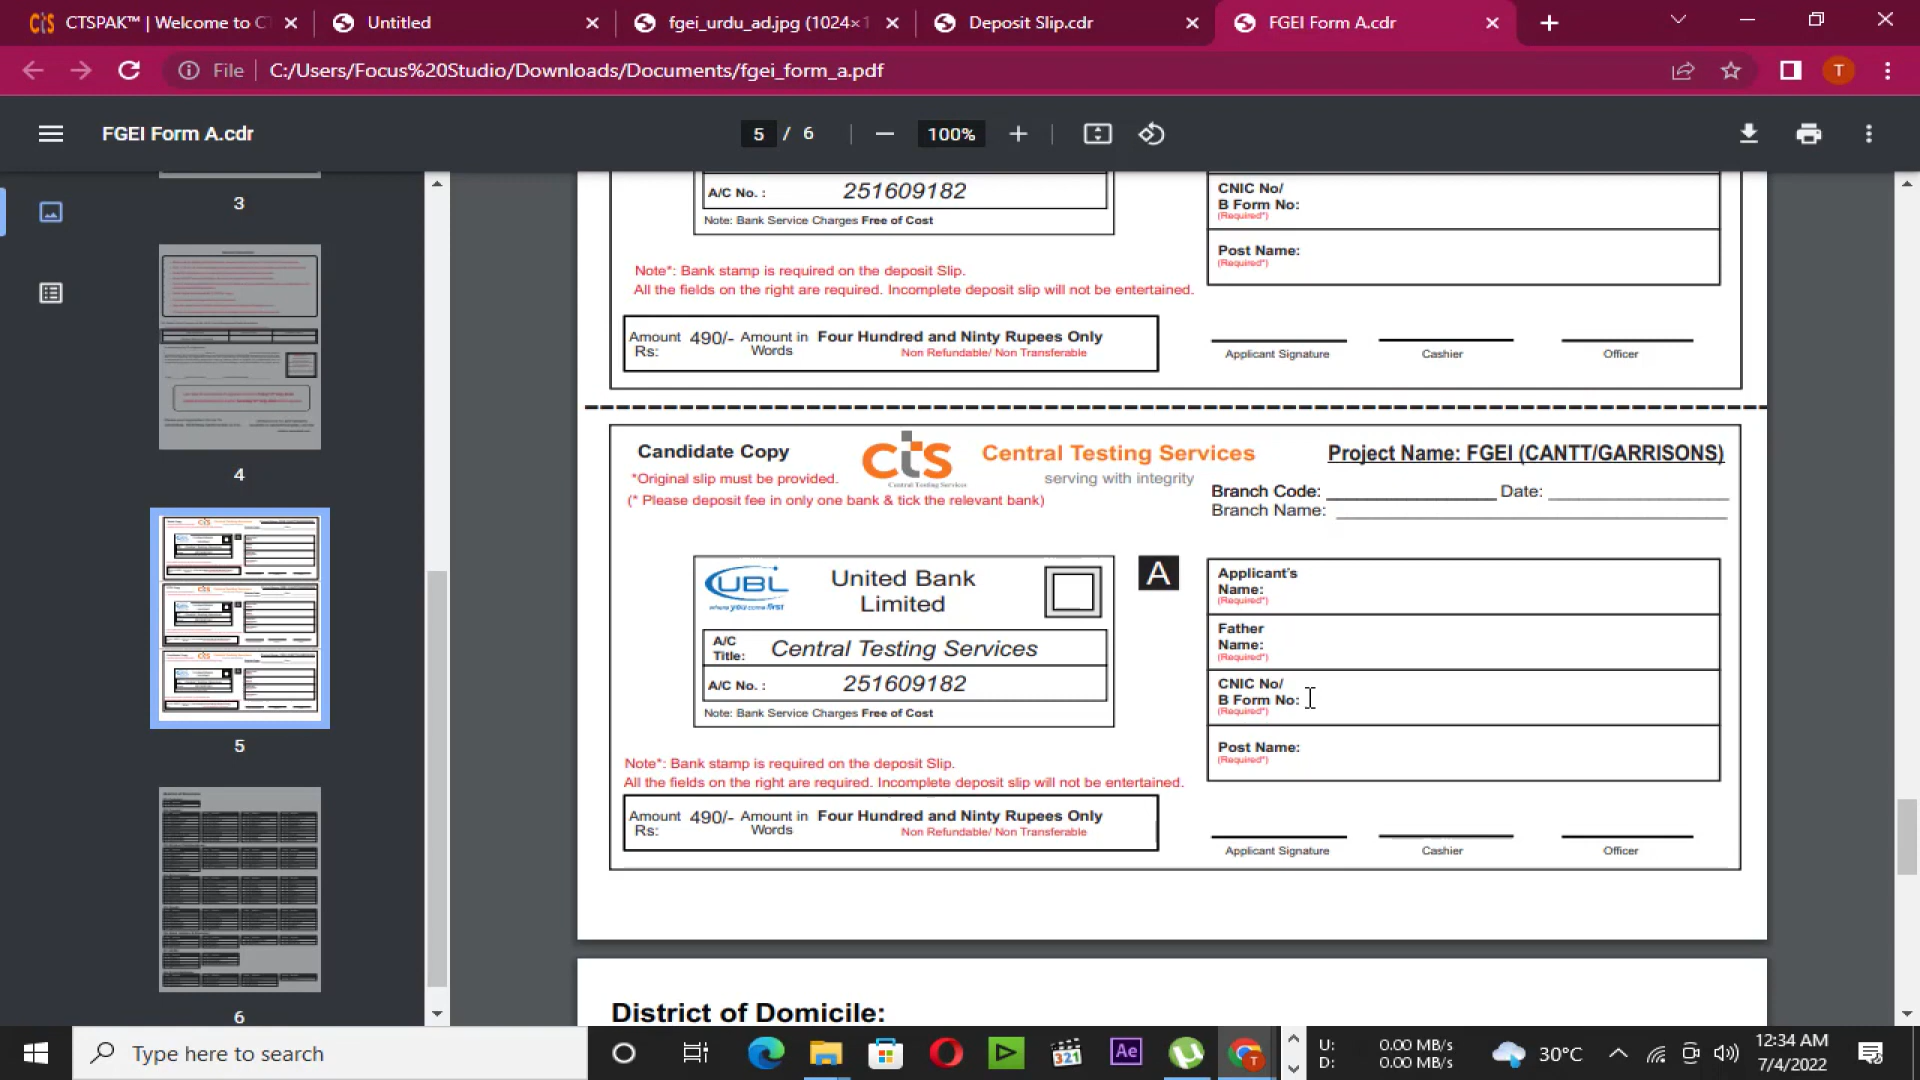 CTSPAK™ | Welcome to CT
Untitled
fgei_urdu_ad.jpg (1024×1
Deposit Slip.cdr
FGEI Form A.cdr
File
C:/Users/Focus%20Studio/Downloads/Documents/fgei_form_a.pdf
T
FGEI Form A.cdr
5 / 6
100%
3
4
5
6
A/C No. : 251609182
Note: Bank Service Charges Free of Cost
CNIC No/
B Form No:
(Required*)
Post Name:
(Required*)
Note*: Bank stamp is required on the deposit Slip.
All the fields on the right are required. Incomplete deposit slip will not be entertained.
Amount 490/- Amount in Four Hundred and Ninty Rupees Only
Rs: Words Non Refundable/ Non Transferable
Applicant Signature
Cashier
Officer
Candidate Copy
*Original slip must be provided.
(* Please deposit fee in only one bank & tick the relevant bank)
cts
Central Testing Services
Central Testing Services
serving with integrity
Project Name: FGEI (CANTT/GARRISONS)
Branch Code: Date:
Branch Name:
UBL
where you come first
United Bank
Limited
A/C
Title: Central Testing Services
A/C No. : 251609182
Note: Bank Service Charges Free of Cost
A
Applicant's
Name:
(Required*)
Father
Name:
(Required*)
CNIC No/
B Form No:
(Required*)
Post Name:
(Required*)
Note*: Bank stamp is required on the deposit Slip.
All the fields on the right are required. Incomplete deposit slip will not be entertained.
Amount 490/- Amount in Four Hundred and Ninty Rupees Only
Rs: Words Non Refundable/ Non Transferable
Applicant Signature
Cashier
Officer
District of Domicile:
Type here to search
321
Ae
T
U: 0.00 MB/s
D: 0.00 MB/s
30°C
12:34 AM
7/4/2022